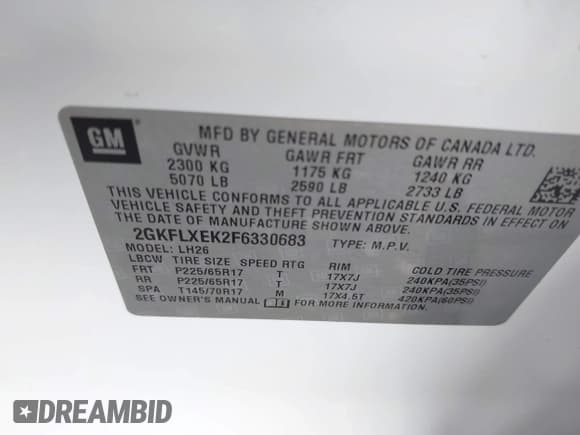 GM
MFD BY GENERAL MOTORS OF CANADA LTD.
GVWR GAWR FRT GAWR RR
2300 KG 1175 KG 1240 KG
5070 LB 2590 LB 2733 LB
THIS VEHICLE CONFORMS TO ALL APPLICABLE U.S. FEDERAL MOTOR
VEHICLE SAFETY AND THEFT PREVENTION STANDARDS IN EFFECT ON
THE DATE OF MANUFACTURE SHOWN ABOVE.
2GKFLXEK2F6330683 TYPE: M.P.V.
MODEL: LH26
LBCW TIRE SIZE SPEED RTG RIM COLD TIRE PRESSURE
FRT P225/65R17 T 17X7J 240KPA(35PSI)
RR P225/65R17 T 17X7J 240KPA(35PSI)
SPA T145/70R17 M 17X4.5T 420KPA(60PSI)
SEE OWNER'S MANUAL FOR MORE INFORMATION.
DREAMBID